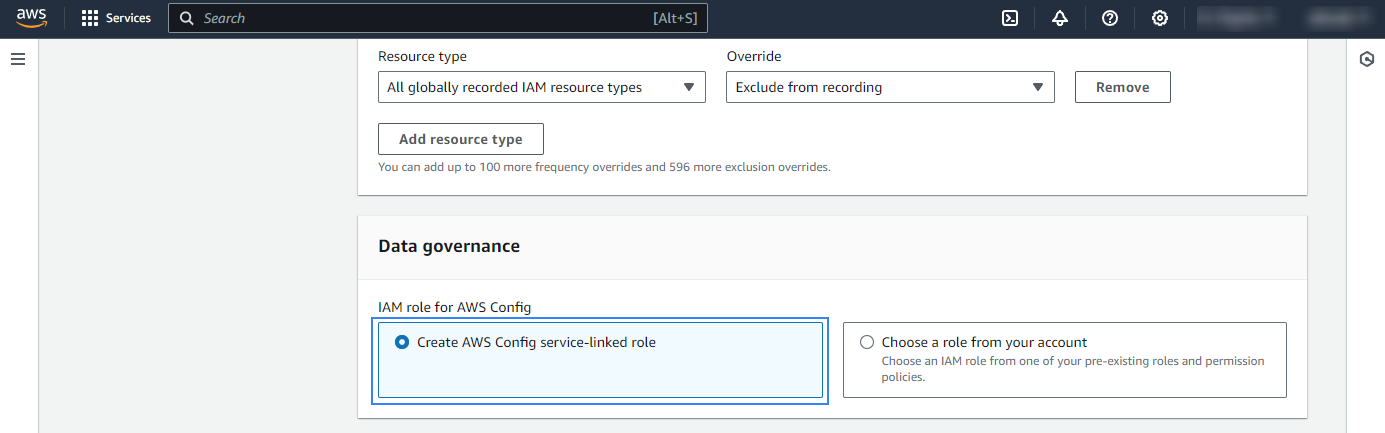 aws
Services
Search
[Alt+S]
Resource type
Override
All globally recorded IAM resource types
Exclude from recording
Remove
Add resource type
You can add up to 100 more frequency overrides and 596 more exclusion overrides.
Data governance
IAM role for AWS Config
Create AWS Config service-linked role
Choose a role from your account
Choose an IAM role from one of your pre-existing roles and permission
policies.